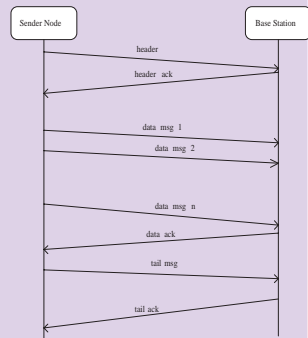 Sender Node
Base Station
header
header ack
data msg 1
data msg 2
data msg n
data ack
tail msg
tail ack